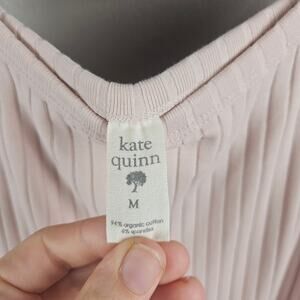 kate
quinn
M
94% organic cotton
6% spandex